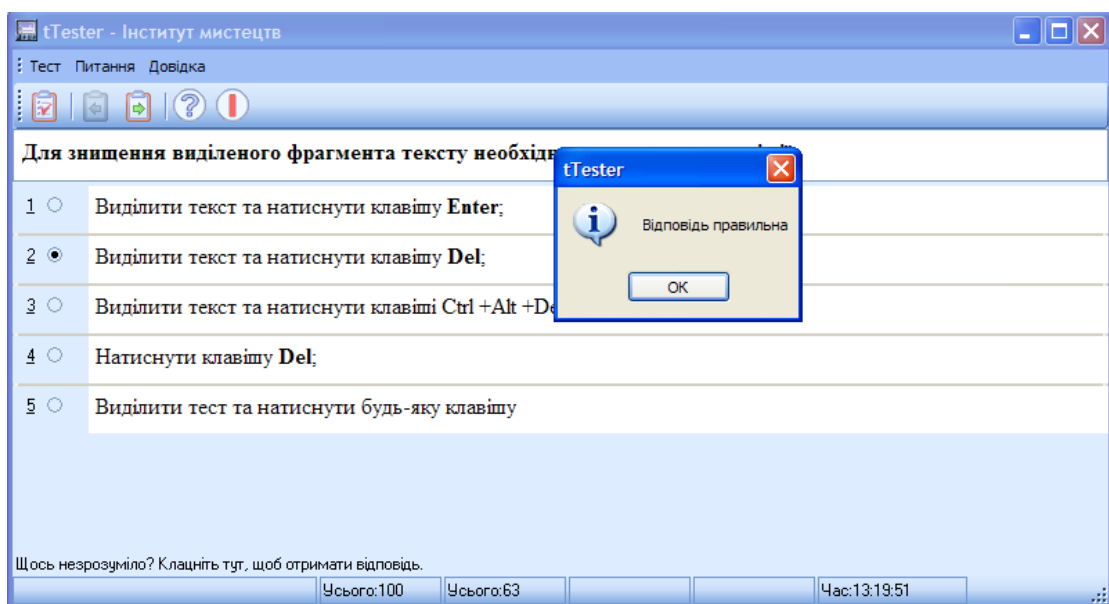 tTester - Інститут мистецтв
Тест Питання Довідка
Для знищення виділеного фрагмента тексту
tTester
Відповідь правильна
OK
1 Виділити текст та натиснути клавішу Enter;
2 Виділити текст та натиснути клавішу Del;
3 Виділити текст та натиснути клавіші Ctrl +Alt +De
4 Натиснути клавішу Del;
5 Виділити тест та натиснути будь-яку клавішу
Щось незрозуміло? Клацніть тут, щоб отримати відповідь.
Усього:100 Усього:63 Час:13:19:51